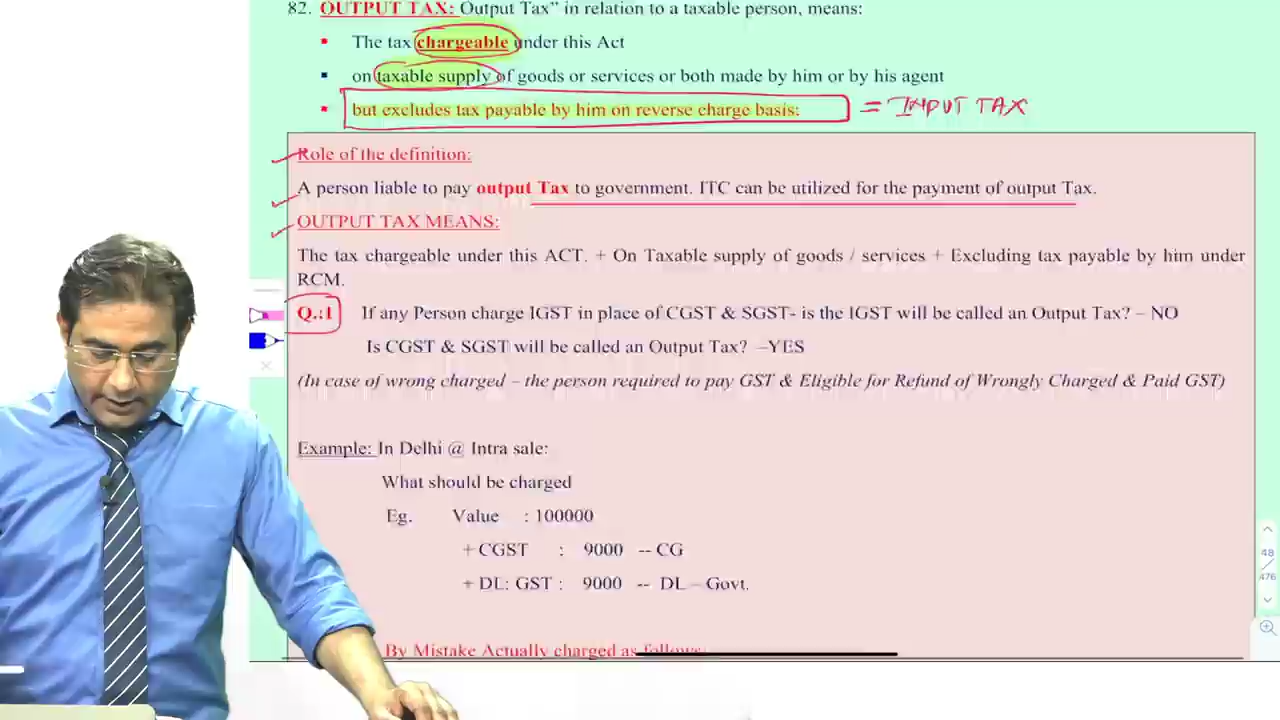 82. OUTPUT TAX: Output Tax” in relation to a taxable person, means:
▪ The tax chargeable under this Act
▪ on taxable supply of goods or services or both made by him or by his agent
▪ but excludes tax payable by him on reverse charge basis: = INPUT TAX
Role of the definition:
A person liable to pay output Tax to government. ITC can be utilized for the payment of output Tax.
OUTPUT TAX MEANS:
The tax chargeable under this ACT. + On Taxable supply of goods / services + Excluding tax payable by him under
RCM.
Q.:1 If any Person charge IGST in place of CGST & SGST- is the IGST will be called an Output Tax? – NO
Is CGST & SGST will be called an Output Tax? –YES
(In case of wrong charged – the person required to pay GST & Eligible for Refund of Wrongly Charged & Paid GST)
Example: In Delhi @ Intra sale:
What should be charged
Eg. Value : 100000
+ CGST : 9000 -- CG
+ DL: GST : 9000 -- DL – Govt.
By Mistake Actually charged as follows:
48
476